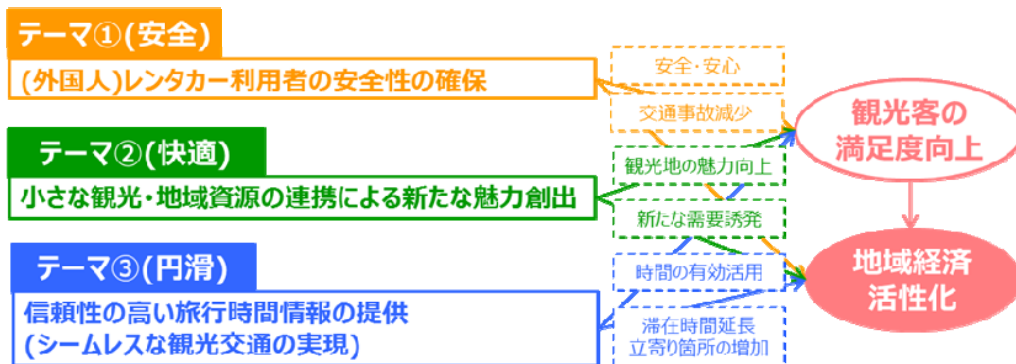 テーマ①(安全)
(外国人)レンタカー利用者の安全性の確保
テーマ②(快適)
小さな観光・地域資源の連携による新たな魅力創出
テーマ③(円滑)
信頼性の高い旅行時間情報の提供
(シームレスな観光交通の実現)
安全・安心
交通事故減少
観光地の魅力向上
新たな需要誘発
時間の有効活用
滞在時間延長
立寄り箇所の増加
観光客の
満足度向上
地域経済
活性化